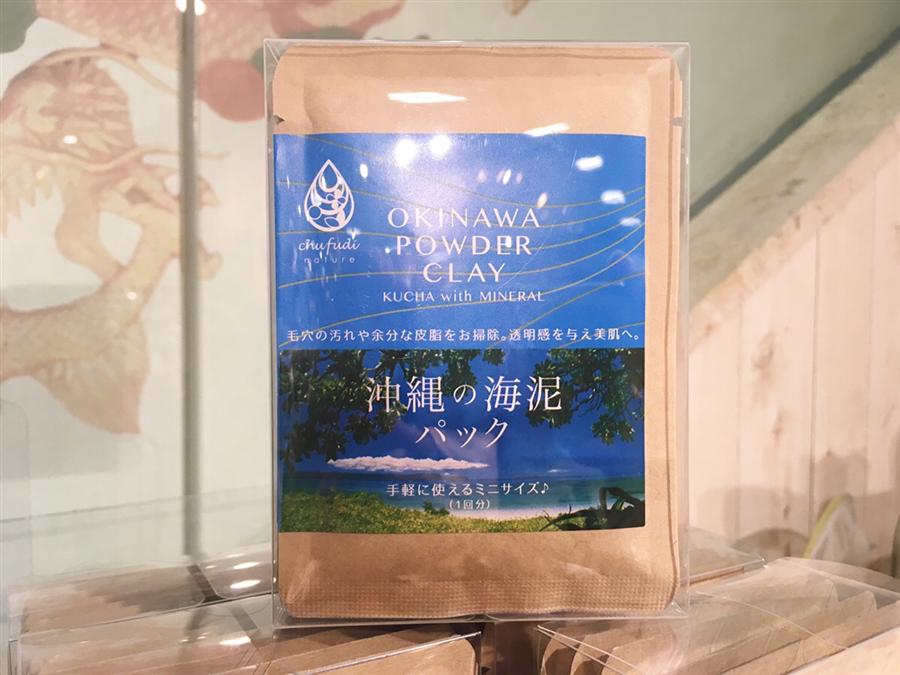 chufudi
nature
OKINAWA
POWDER
CLAY
KUCHA with MINERAL
毛穴の汚れや余分な皮脂をお掃除。透明感を与え美肌へ。
沖縄の海泥
パック
手軽に使えるミニサイズ♪
(1回分)